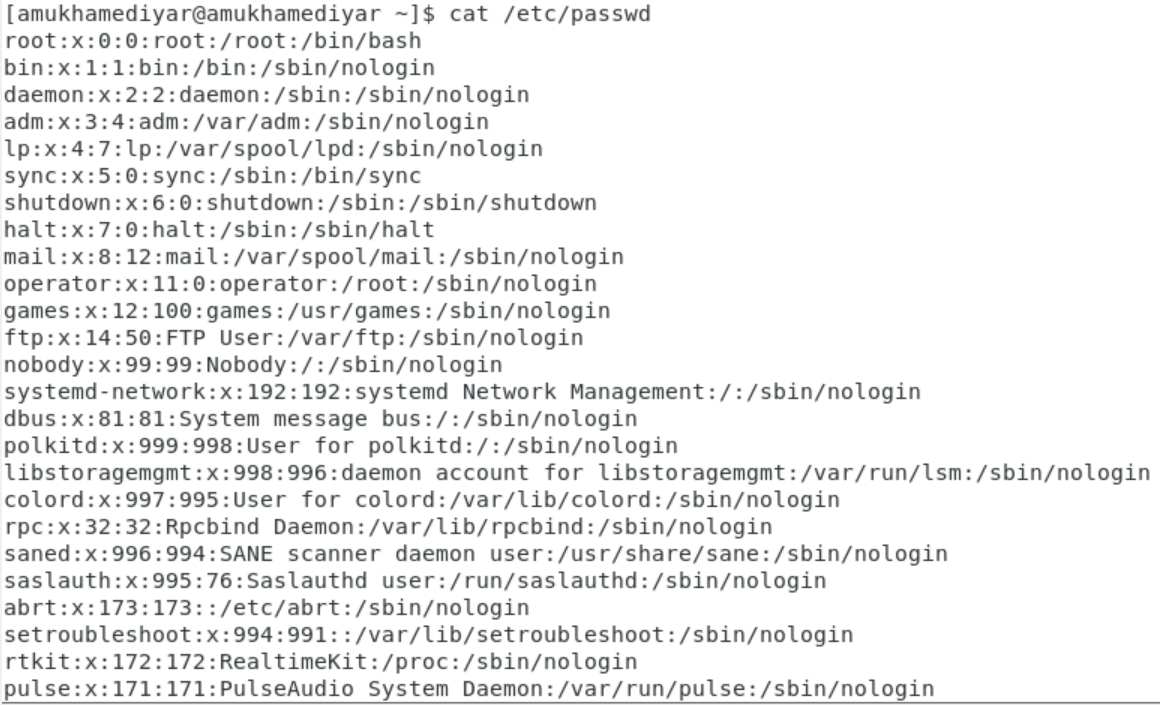 [amukhamediyar@amukhamediyar ~]$ cat /etc/passwd
root:x:0:0:root:/root:/bin/bash
bin:x:1:1:bin:/bin:/sbin/nologin
daemon:x:2:2:daemon:/sbin:/sbin/nologin
adm:x:3:4:adm:/var/adm:/sbin/nologin
lp:x:4:7:lp:/var/spool/lpd:/sbin/nologin
sync:x:5:0:sync:/sbin:/bin/sync
shutdown:x:6:0:shutdown:/sbin:/sbin/shutdown
halt:x:7:0:halt:/sbin:/sbin/halt
mail:x:8:12:mail:/var/spool/mail:/sbin/nologin
operator:x:11:0:operator:/root:/sbin/nologin
games:x:12:100:games:/usr/games:/sbin/nologin
ftp:x:14:50:FTP User:/var/ftp:/sbin/nologin
nobody:x:99:99:Nobody:/:/sbin/nologin
systemd-network:x:192:192:systemd Network Management:/:/sbin/nologin
dbus:x:81:81:System message bus:/:/sbin/nologin
polkitd:x:999:998:User for polkitd:/:/sbin/nologin
libstoragemgmt:x:998:996:daemon account for libstoragemgmt:/var/run/lsm:/sbin/nologin
colord:x:997:995:User for colord:/var/lib/colord:/sbin/nologin
rpc:x:32:32:Rpcbind Daemon:/var/lib/rpcbind:/sbin/nologin
saned:x:996:994:SANE scanner daemon user:/usr/share/sane:/sbin/nologin
saslauth:x:995:76:Saslauthd user:/run/saslauthd:/sbin/nologin
abrt:x:173:173::/etc/abrt:/sbin/nologin
setroubleshoot:x:994:991::/var/lib/setroubleshoot:/sbin/nologin
rtkit:x:172:172:RealtimeKit:/proc:/sbin/nologin
pulse:x:171:171:PulseAudio System Daemon:/var/run/pulse:/sbin/nologin